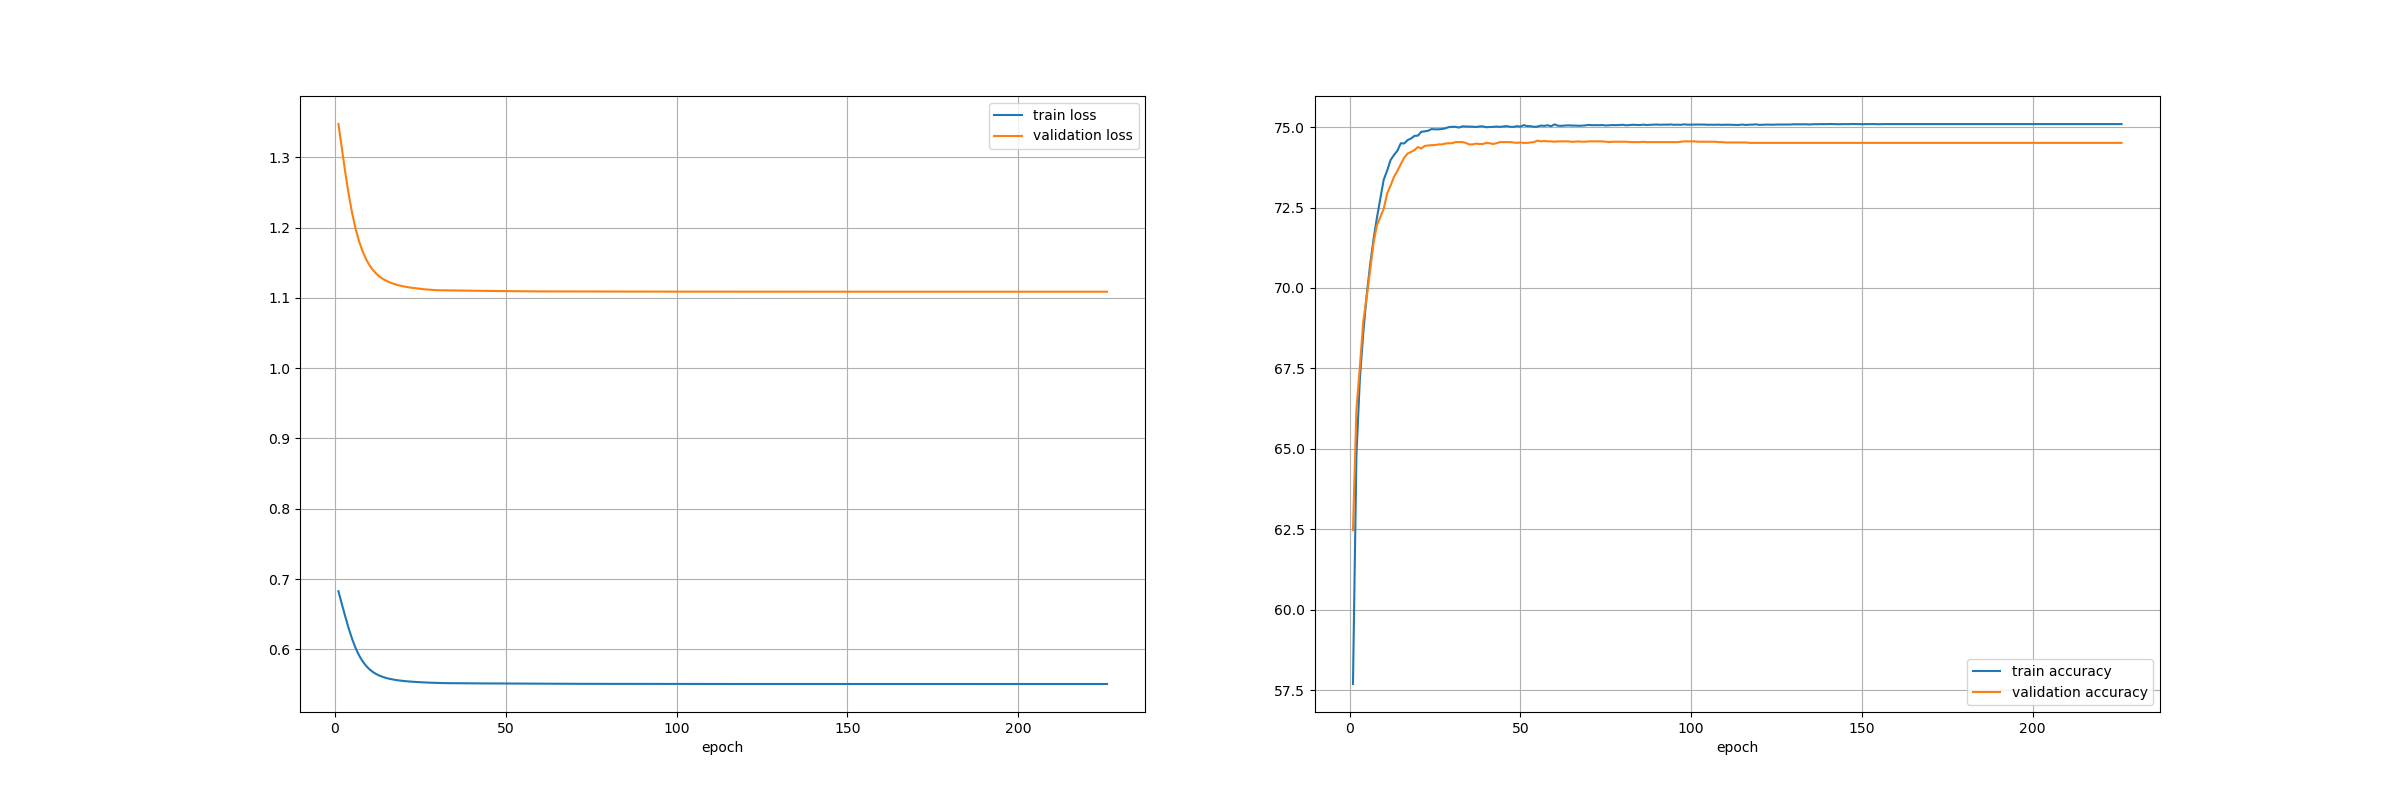 train loss
validation loss
1.3
1.2
1.1
1.0
0.9
0.8
0.7
0.6
0 50 100 150 200
epoch
75.0
72.5
70.0
67.5
65.0
62.5
60.0
57.5
train accuracy
validation accuracy
0 50 100 150 200
epoch